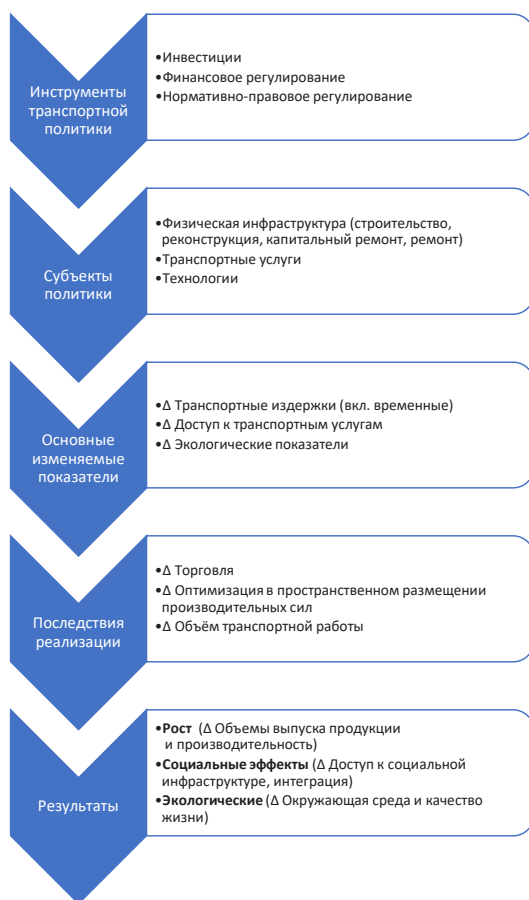 Инструменты
транспортной
политики
•Инвестиции
•Финансовое регулирование
•Нормативно-правовое регулирование
Субъекты
политики
•Физическая инфраструктура (строительство,
реконструкция, капитальный ремонт, ремонт)
•Транспортные услуги
•Технологии
Основные
изменяемые
показатели
•Δ Транспортные издержки (вкл. временные)
•Δ Доступ к транспортным услугам
•Δ Экологические показатели
Последствия
реализации
•Δ Торговля
•Δ Оптимизация в пространственном размещении
производительных сил
•Δ Объём транспортной работы
Результаты
•Рост (Δ Объемы выпуска продукции
и производительность)
•Социальные эффекты (Δ Доступ к социальной
инфраструктуре, интеграция)
•Экологические (Δ Окружающая среда и качество
жизни)